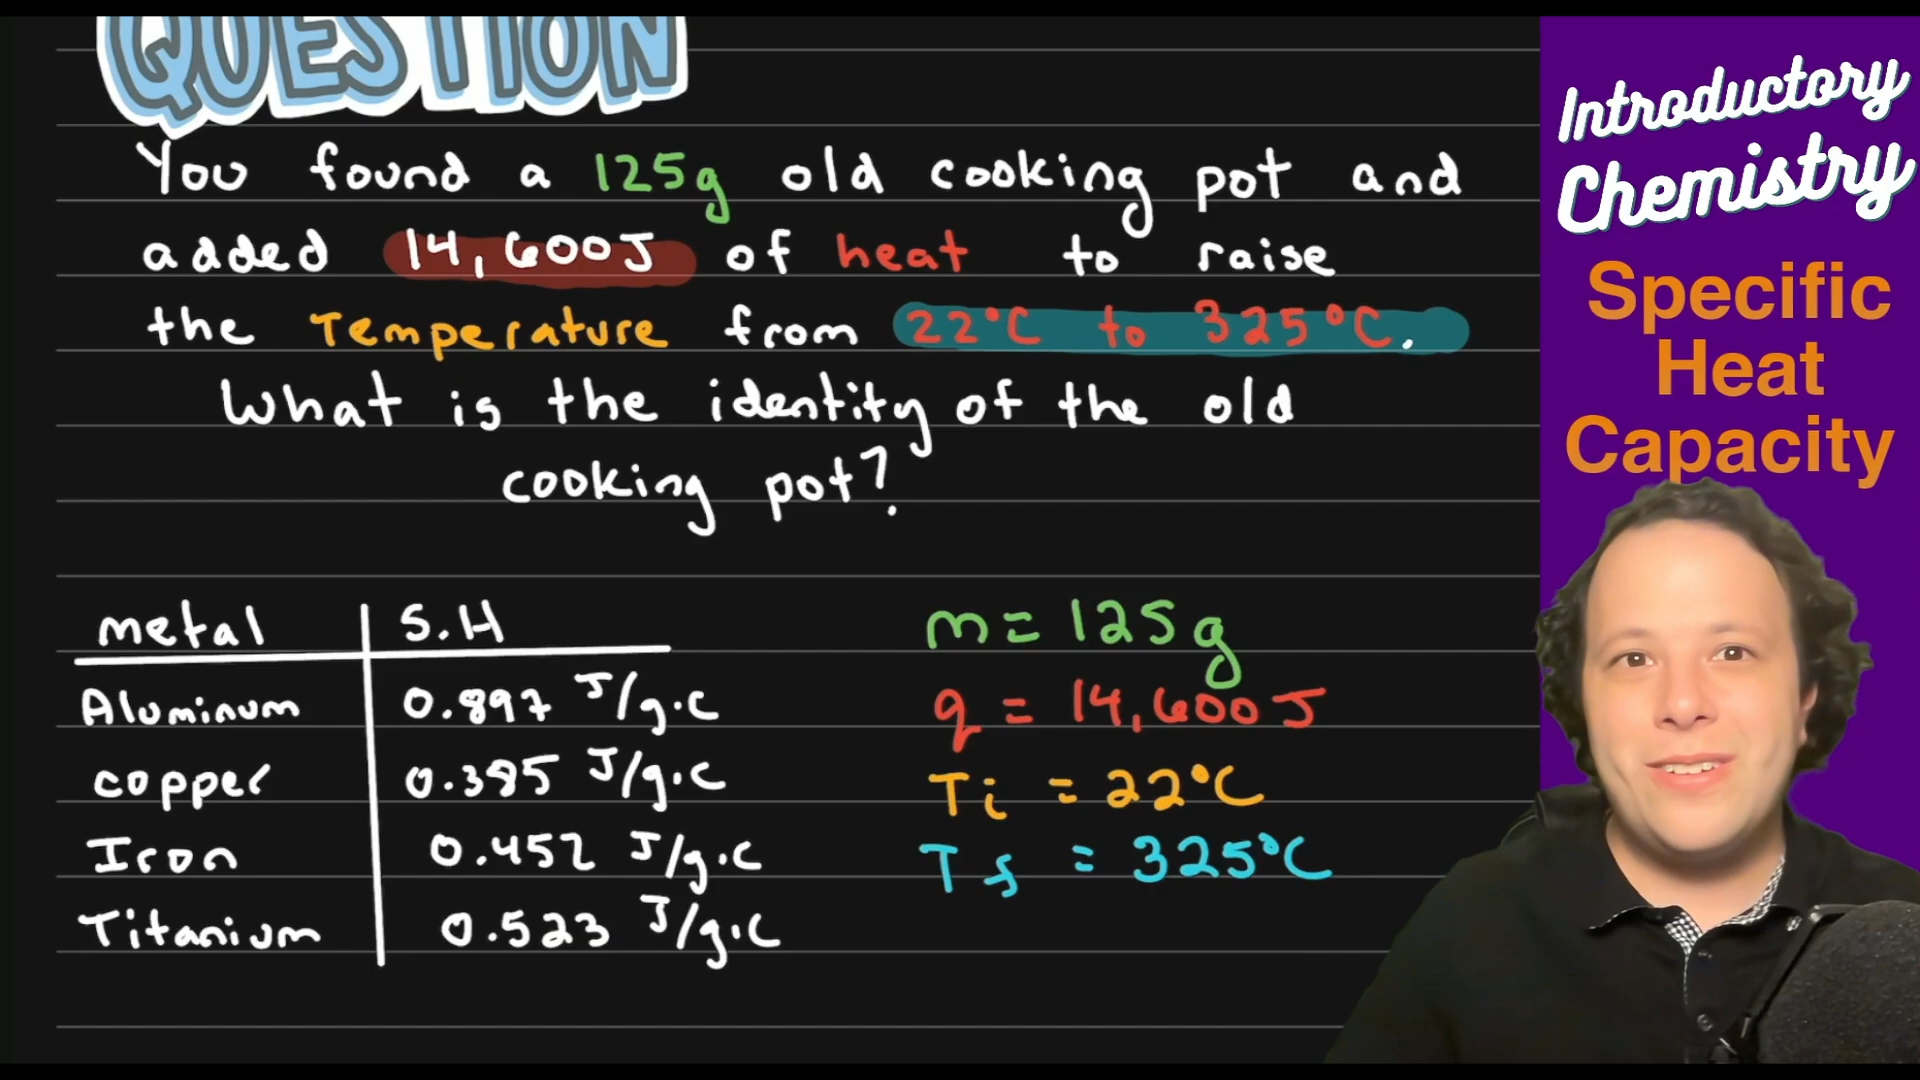 QUESTION
You found a 125g old cooking pot and
added 14,600J of heat to raise
the Temperature from 22°C to 325°C.
What is the identity of the old
cooking pot?
metal S.H
Aluminum 0.897 J/g·C
copper 0.385 J/g·C
Iron 0.452 J/g·C
Titanium 0.523 J/g·C
m = 125g
q = 14,600J
Ti = 22°C
Tf = 325°C
Introductory
Chemistry
Specific
Heat
Capacity